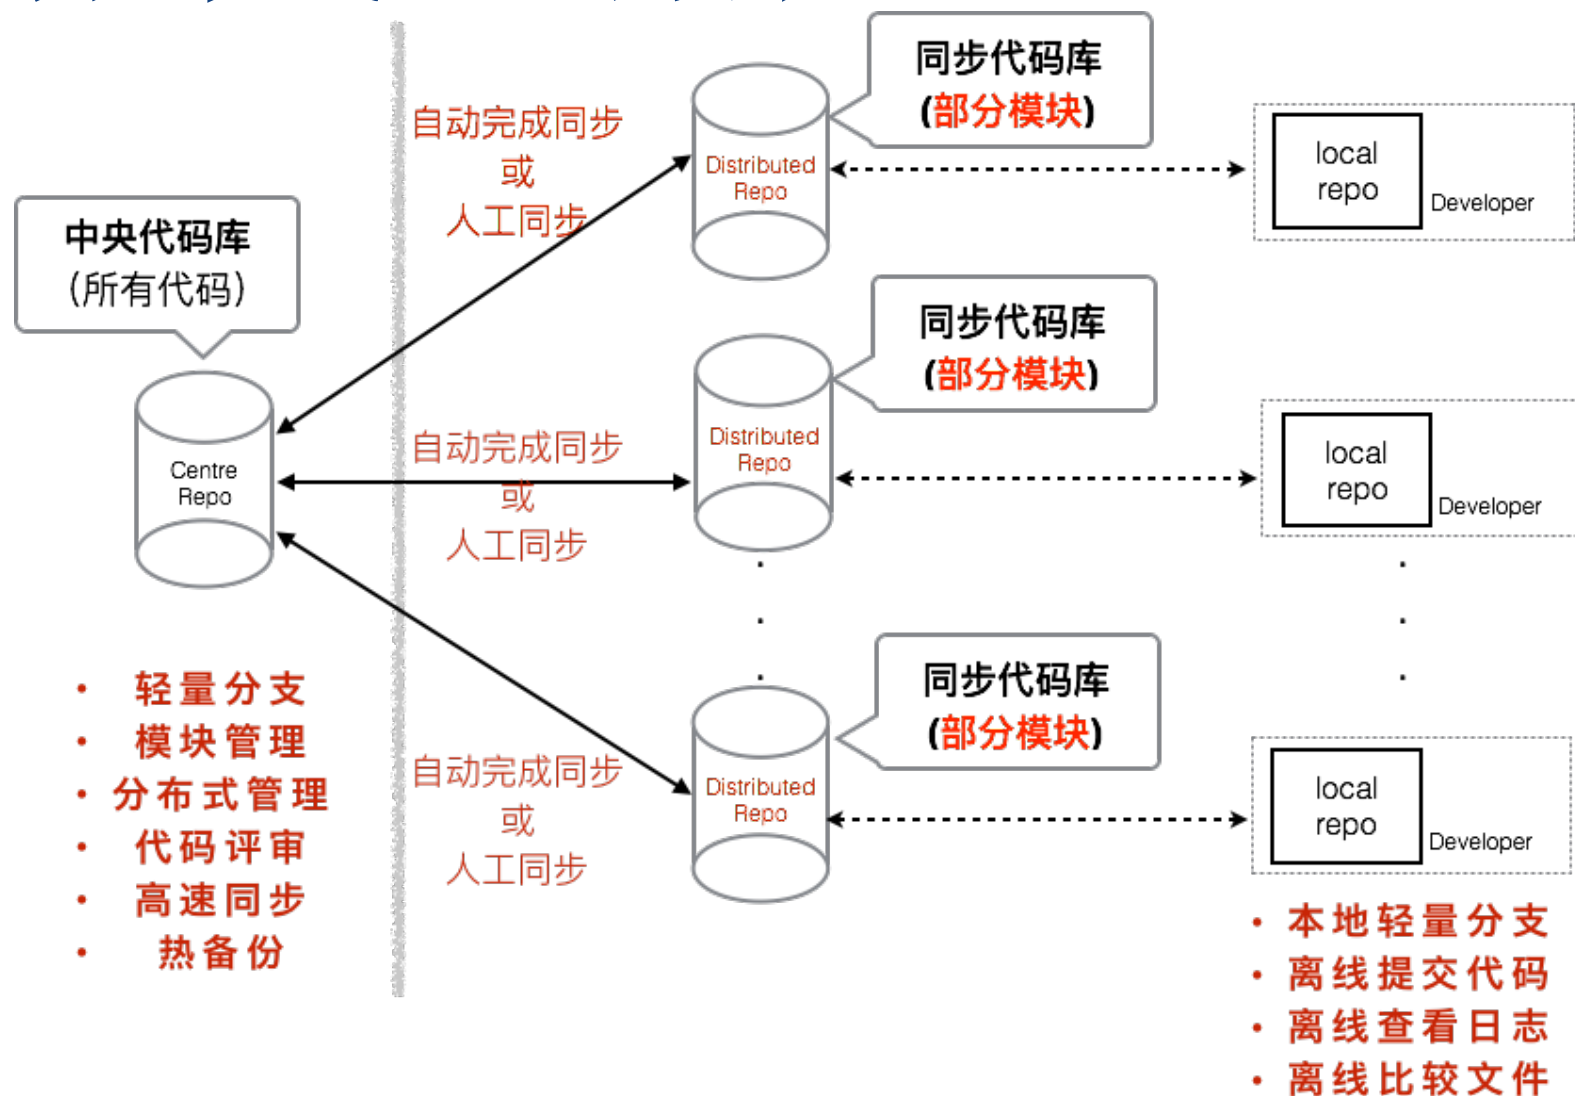 中央代码库
（所有代码）
Centre
Repo
• 轻量分支
• 模块管理
• 分布式管理
• 代码评审
• 高速同步
• 热备份
自动完成同步
或
人工同步
自动完成同步
或
人工同步
自动完成同步
或
人工同步
同步代码库
(部分模块)
Distributed
Repo
同步代码库
(部分模块)
Distributed
Repo
同步代码库
(部分模块)
Distributed
Repo
local
repo
Developer
local
repo
Developer
local
repo
Developer
• 本地轻量分支
• 离线提交代码
• 离线查看日志
• 离线比较文件